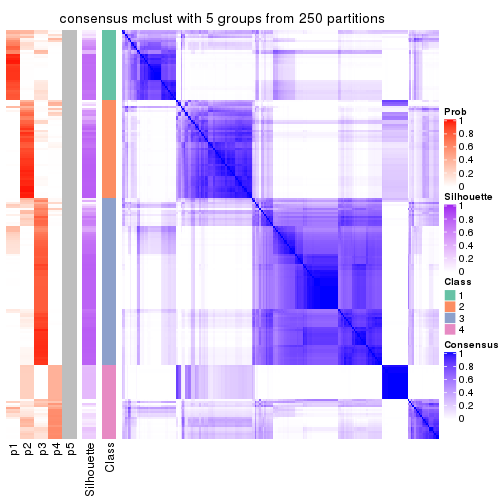 consensus mclust with 5 groups from 250 partitions
Prob
1
0.8
0.6
0.4
0.2
0
Silhouette
1
0.8
0.6
0.4
0.2
0
Class
1
2
3
4
Consensus
1
0.8
0.6
0.4
0.2
0
p1
p2
p3
p4
p5
Silhouette
Class